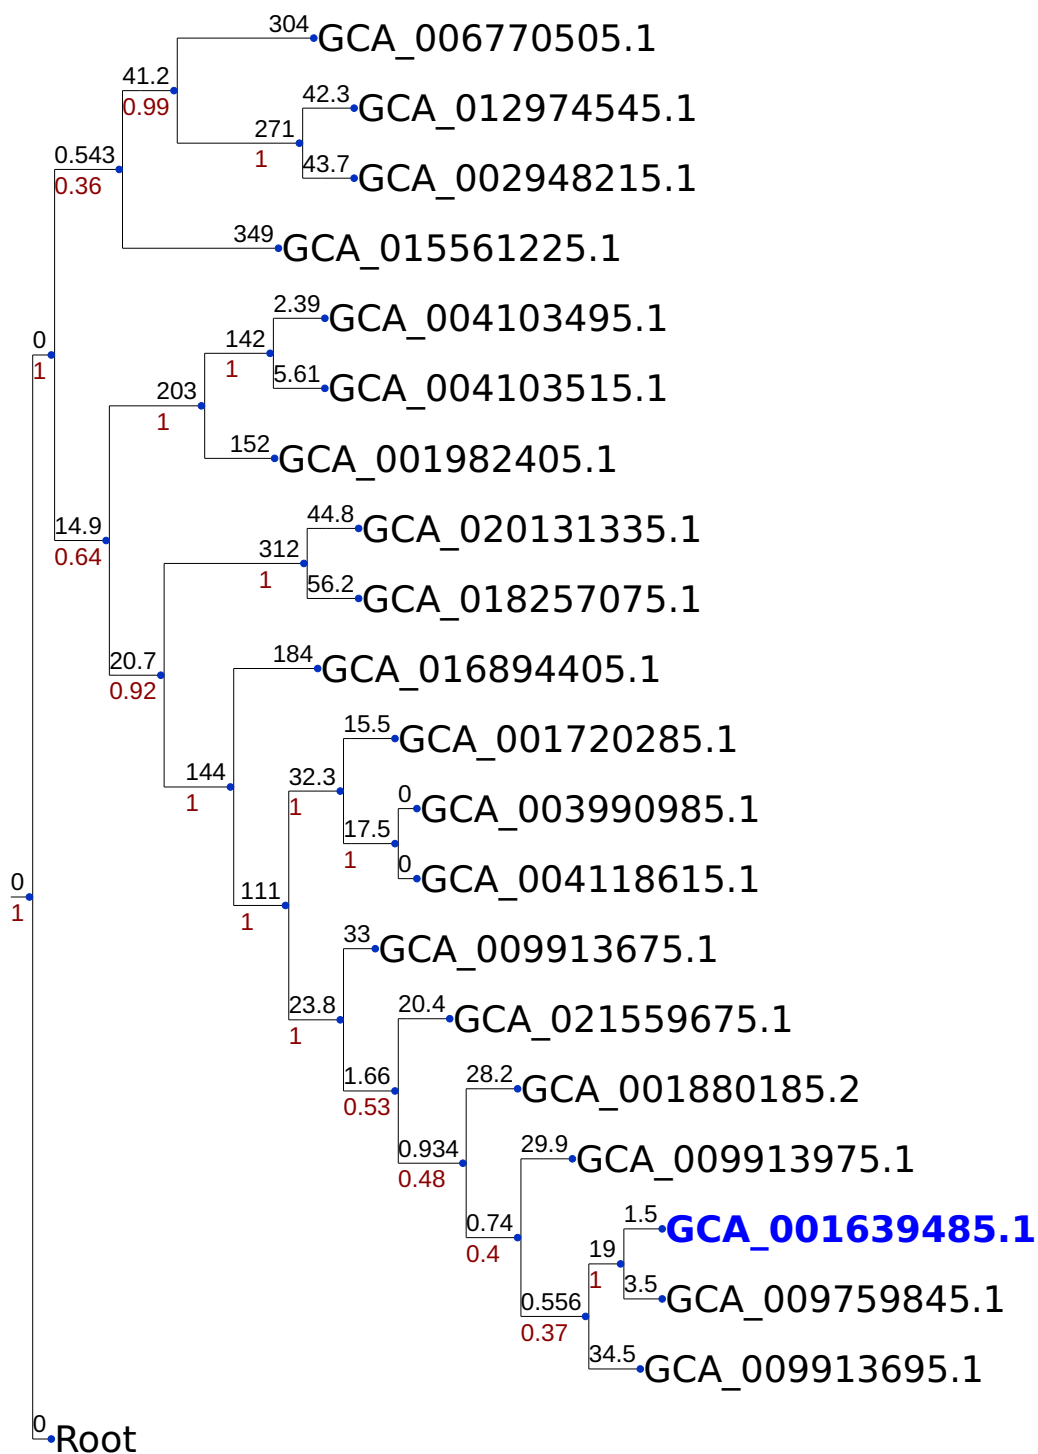 304
GCA_006770505.1
41.2
0.99
42.3
GCA_012974545.1
271
1
43.7
GCA_002948215.1
0.543
0.36
349
GCA_015561225.1
2.39
GCA_004103495.1
142
1
5.61
GCA_004103515.1
0
1
203
1
152
GCA_001982405.1
44.8
GCA_020131335.1
14.9
0.64
312
1
56.2
GCA_018257075.1
20.7
0.92
184
GCA_016894405.1
15.5
GCA_001720285.1
144
1
32.3
1
0
GCA_003990985.1
17.5
1
0
GCA_004118615.1
0
1
111
1
33
GCA_009913675.1
23.8
1
20.4
GCA_021559675.1
1.66
0.53
28.2
GCA_001880185.2
0.934
0.48
29.9
GCA_009913975.1
0.74
0.4
1.5
GCA_001639485.1
19
1
3.5
GCA_009759845.1
0.556
0.37
34.5
GCA_009913695.1
0
Root